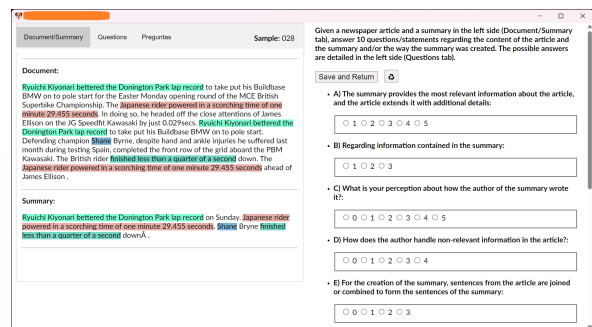 Document/Summary
Questions
Preguntas
Sample: 028
Document:
Ryuichi Kiyonari bettered the Donington Park lap record to take put his Buildbase
BMW on to pole start for the Easter Monday opening round of the MCE British
Superbike Championship. The Japanese rider powered in a scorching time of one
minute 29.455 seconds. In doing so, he headed off the close attentions of James
Ellison on the JG Speedfit Kawasaki by just 0.029secs. Ryuichi Kiyonari bettered the
Donington Park lap record to take put his Buildbase BMW on to pole start.
Defending champion Shane Byrne, despite hand and ankle injuries he suffered last
month during testing Spain, completed the front row of the grid aboard the PBM
Kawasaki. The British rider finished less than a quarter of a second down. The
Japanese rider powered in a scorching time of one minute 29.455 seconds ahead of
James Ellison .
Summary:
Ryuichi Kiyonari bettered the Donington Park lap record on Sunday. Japanese rider
powered in a scorching time of one minute 29.455 seconds. Shane Bryne finished
less than a quarter of a second downÂ .
Given a newspaper article and a summary in the left side (Document/Summary
tab), answer 10 questions/statements regarding the content of the article and
the summary and/or the way the summary was created. The possible answers
are detailed in the left side (Questions tab).
Save and Return
• A) The summary provides the most relevant information about the article,
and the article extends it with additional details:
1 2 3 4 5
• B) Regarding information contained in the summary:
0 1 2 3
• C) What is your perception about how the author of the summary wrote
it?:
0 1 2 3 4 5
• D) How does the author handle non-relevant information in the article?:
0 1 2 3 4
• E) For the creation of the summary, sentences from the article are joined
or combined to form the sentences of the summary:
0 1 2 3